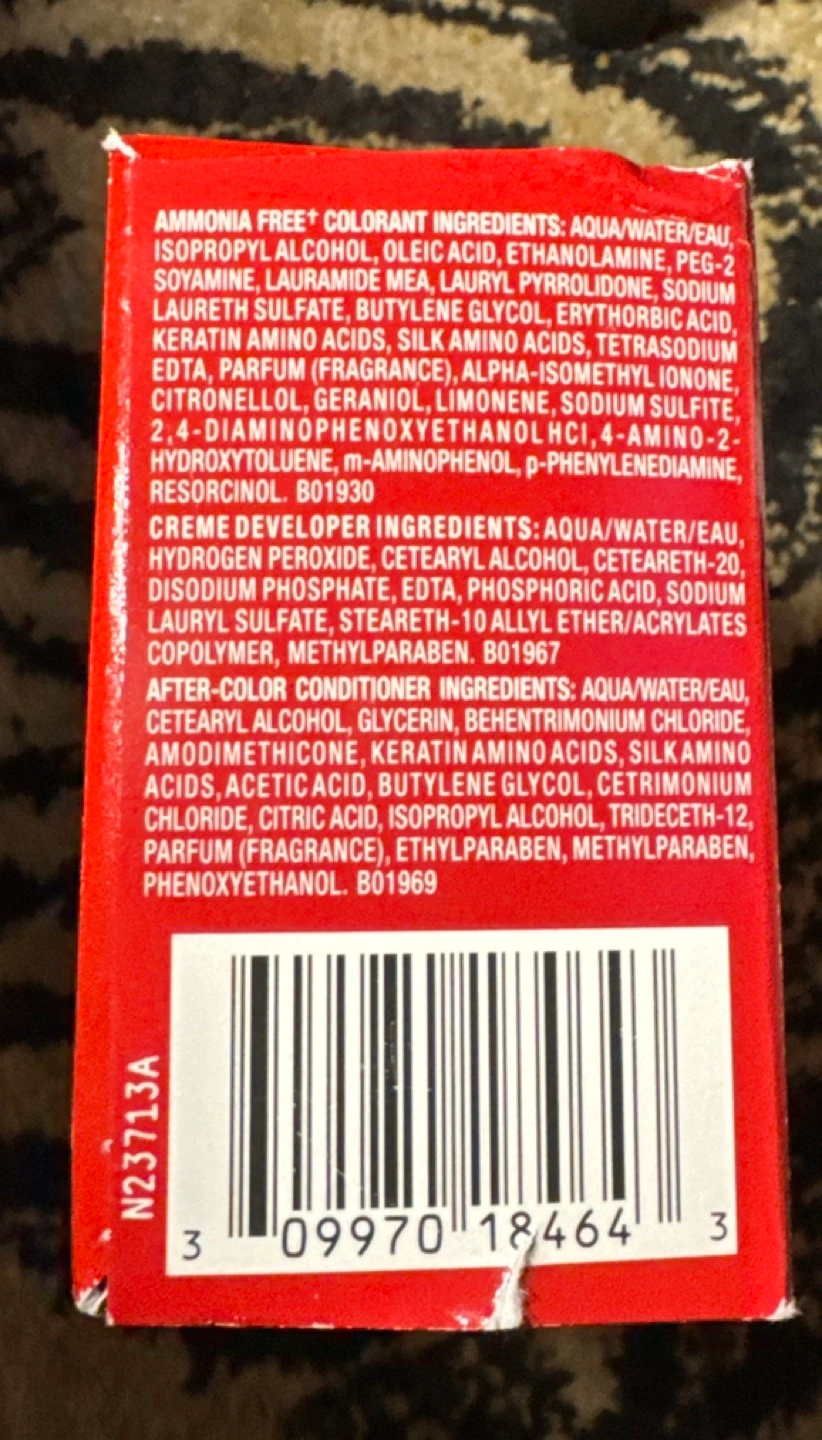 AMMONIA FREE† COLORANT INGREDIENTS: AQUA/WATER/EAU,
ISOPROPYL ALCOHOL, OLEIC ACID, ETHANOLAMINE, PEG-2
SOYAMINE, LAURAMIDE MEA, LAURYL PYRROLIDONE, SODIUM
LAURETH SULFATE, BUTYLENE GLYCOL, ERYTHORBIC ACID,
KERATIN AMINO ACIDS, SILK AMINO ACIDS, TETRASODIUM
EDTA, PARFUM (FRAGRANCE), ALPHA-ISOMETHYL IONONE,
CITRONELLOL, GERANIOL, LIMONENE, SODIUM SULFITE,
2,4-DIAMINOPHENOXYETHANOL HCI, 4-AMINO-2-
HYDROXYTOLUENE, m-AMINOPHENOL, p-PHENYLENEDIAMINE,
RESORCINOL. B01930
CREME DEVELOPER INGREDIENTS: AQUA/WATER/EAU,
HYDROGEN PEROXIDE, CETEARYL ALCOHOL, CETEARETH-20,
DISODIUM PHOSPHATE, EDTA, PHOSPHORIC ACID, SODIUM
LAURYL SULFATE, STEARETH-10 ALLYL ETHER/ACRYLATES
COPOLYMER, METHYLPARABEN. B01967
AFTER-COLOR CONDITIONER INGREDIENTS: AQUA/WATER/EAU,
CETEARYL ALCOHOL, GLYCERIN, BEHENTRIMONIUM CHLORIDE,
AMODIMETHICONE, KERATIN AMINO ACIDS, SILK AMINO
ACIDS, ACETIC ACID, BUTYLENE GLYCOL, CETRIMONIUM
CHLORIDE, CITRIC ACID, ISOPROPYL ALCOHOL, TRIDECETH-12,
PARFUM (FRAGRANCE), ETHYLPARABEN, METHYLPARABEN,
PHENOXYETHANOL. B01969
N23713A
3 09970 18464 3